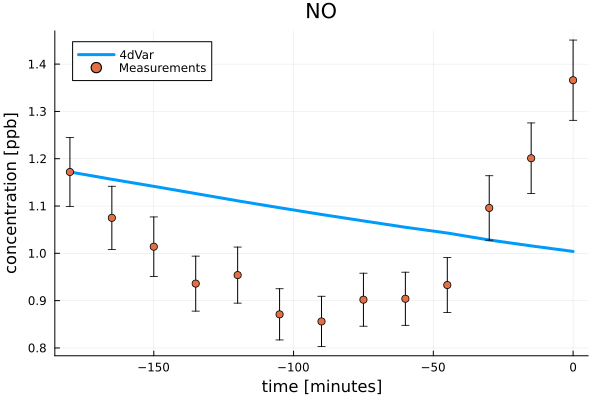 NO
4dVar
Measurements
concentration [ppb]
1.4
1.3
1.2
1.1
1.0
0.9
0.8
−150
−100
−50
0
time [minutes]